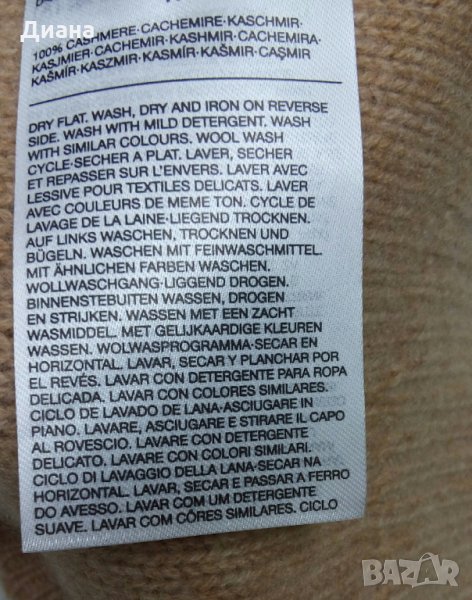 Диана
100% CASHMERE·CACHEMIRE·KASCHMIR·
KASJMIER·CACHEMIR·KASHMIR·CACHEMIRA·
KAŠMÍR·KASZMIR·KASMÍR·KAŠMIR·CAŞMIR
DRY FLAT. WASH, DRY AND IRON ON REVERSE
SIDE. WASH WITH MILD DETERGENT. WASH
WITH SIMILAR COLOURS. WOOL WASH
CYCLE·SECHER A PLAT. LAVER, SECHER
ET REPASSER SUR L'ENVERS. LAVER AVEC
LESSIVE POUR TEXTILES DELICATS. LAVER
AVEC COULEURS DE MEME TON. CYCLE DE
LAVAGE DE LA LAINE·LIEGEND TROCKNEN.
AUF LINKS WASCHEN, TROCKNEN UND
BÜGELN. WASCHEN MIT FEINWASCHMITTEL.
MIT ÄHNLICHEN FARBEN WASCHEN.
WOLLWASCHGANG·LIGGEND DROGEN.
BINNENSTEBUITEN WASSEN, DROGEN
EN STRIJKEN. WASSEN MET EEN ZACHT
WASMIDDEL. MET GELIJKAARDIGE KLEUREN
WASSEN. WOLWASPROGRAMMA·SECAR EN
HORIZONTAL. LAVAR, SECAR Y PLANCHAR POR
EL REVÉS. LAVAR CON DETERGENTE PARA ROPA
DELICADA. LAVAR CON COLORES SIMILARES.
CICLO DE LAVADO DE LANA·ASCIUGARE IN
PIANO. LAVARE, ASCIUGARE E STIRARE IL CAPO
AL ROVESCIO. LAVARE CON DETERGENTE
DELICATO. LAVARE CON COLORI SIMILARI.
CICLO DI LAVAGGIO DELLA LANA·SECAR NA
HORIZONTAL. LAVAR, SECAR E PASSAR A FERRO
DO AVESSO. LAVAR COM UM DETERGENTE
SUAVE. LAVAR COM CÔRES SIMILARES. CICLO
BAZAR